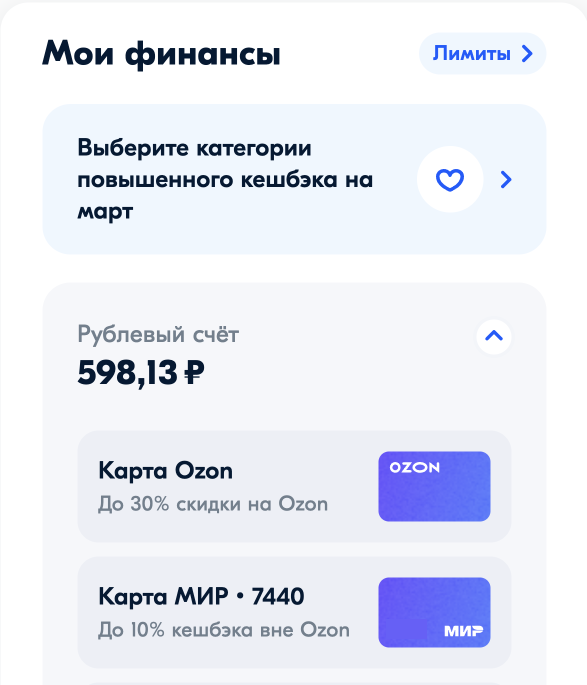 Мои финансы
Лимиты
Выберите категории
повышенного кешбэка на
март
Рублевый счёт
598,13 ₽
Карта Ozon
До 30% скидки на Ozon
OZON
Карта МИР • 7440
До 10% кешбэка вне Ozon
МИР